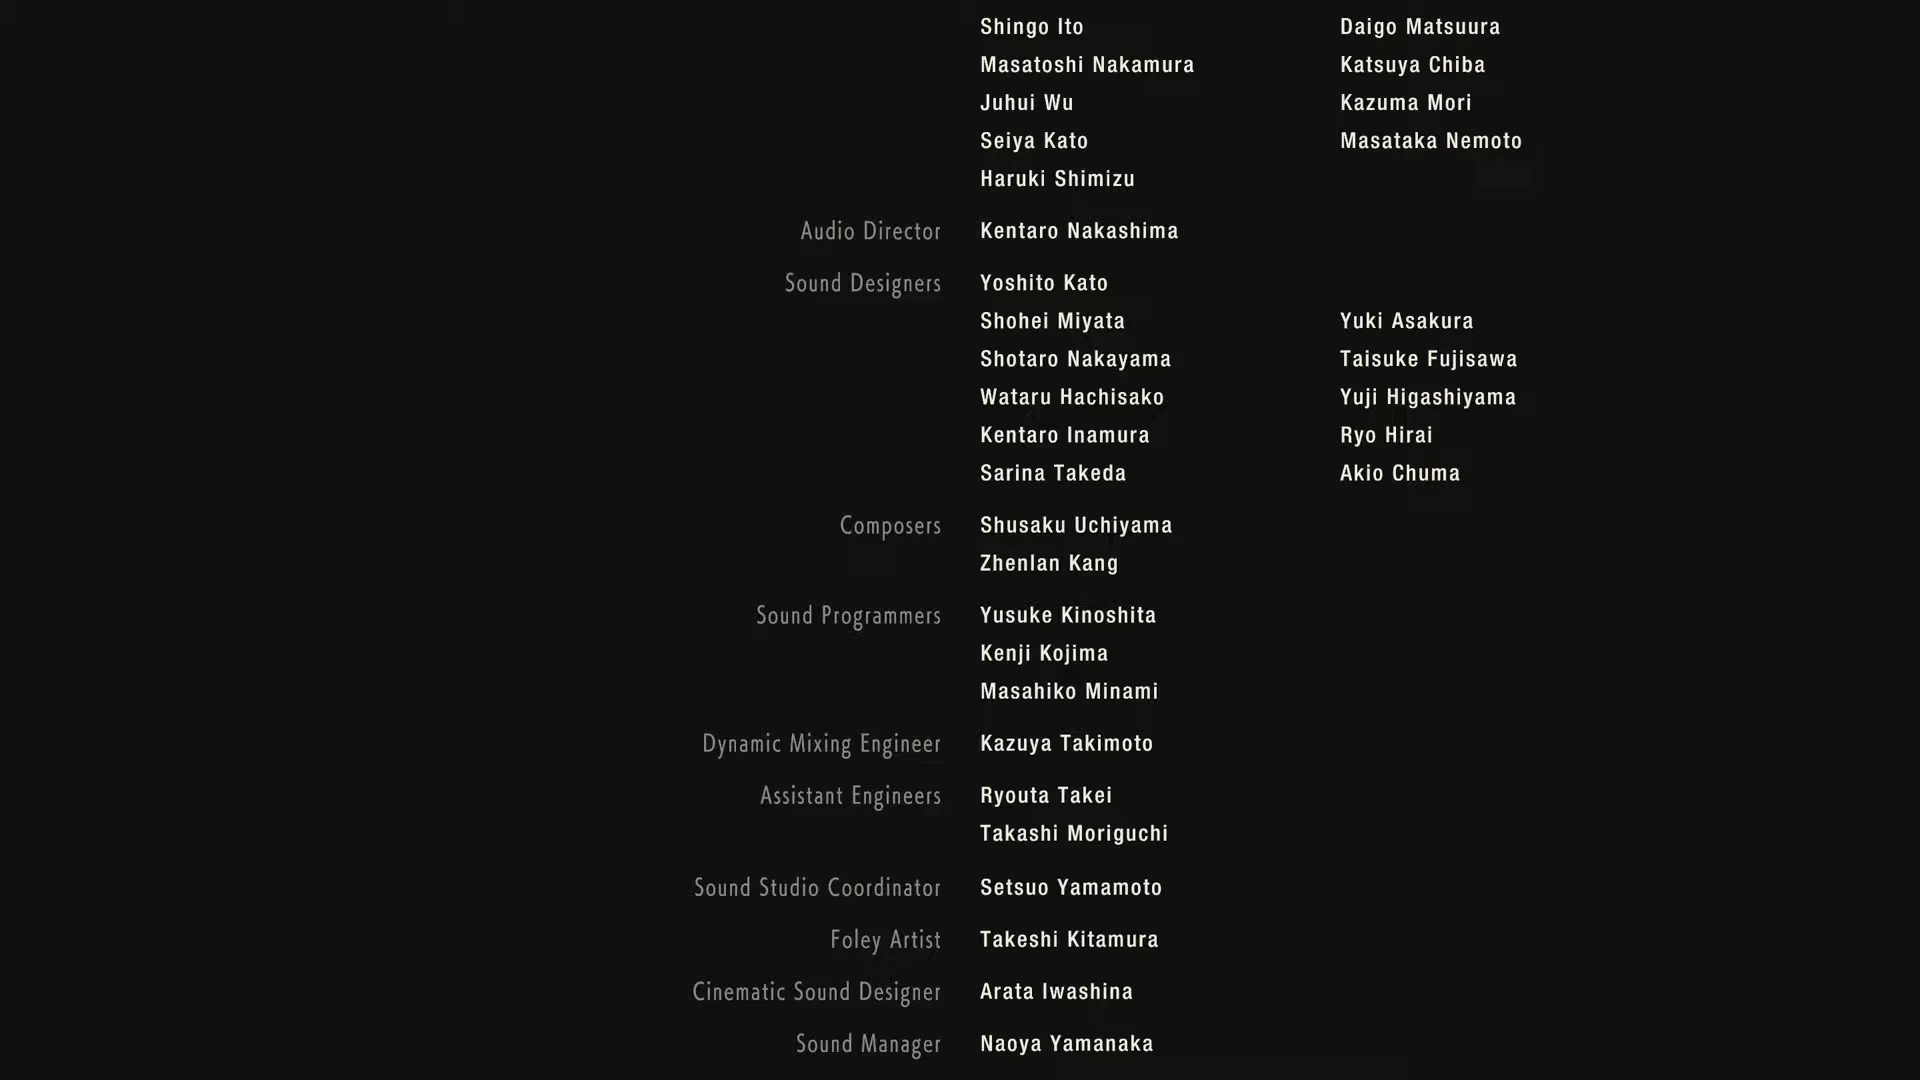 Shingo Ito Daigo Matsuura
Masatoshi Nakamura Katsuya Chiba
Juhui Wu Kazuma Mori
Seiya Kato Masataka Nemoto
Haruki Shimizu
Audio Director Kentaro Nakashima
Sound Designers Yoshito Kato
Shohei Miyata Yuki Asakura
Shotaro Nakayama Taisuke Fujisawa
Wataru Hachisako Yuji Higashiyama
Kentaro Inamura Ryo Hirai
Sarina Takeda Akio Chuma
Composers Shusaku Uchiyama
Zhenlan Kang
Sound Programmers Yusuke Kinoshita
Kenji Kojima
Masahiko Minami
Dynamic Mixing Engineer Kazuya Takimoto
Assistant Engineers Ryouta Takei
Takashi Moriguchi
Sound Studio Coordinator Setsuo Yamamoto
Foley Artist Takeshi Kitamura
Cinematic Sound Designer Arata Iwashina
Sound Manager Naoya Yamanaka